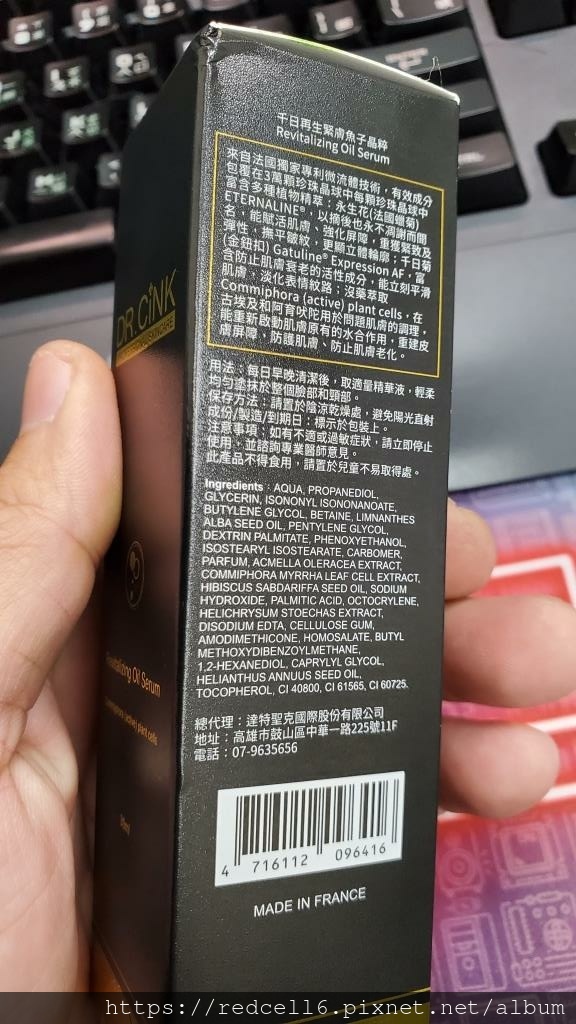 千日再生緊膚魚子晶粹
Revitalizing Oil Serum
來自法國獨家專利微流體技術，有效成分
包覆在3萬顆珍珠晶球中每顆珍珠晶球中
富含多種植物精萃：永生花(法國蠟菊)
ETERNALINE®，以摘後也永不凋謝而聞
名，能賦活肌膚、強化屏障，重獲緊致及
彈性，撫平皺紋，更顯立體輪廓；千日菊
(金鈕扣) Gatuline® Expression AF，富
含防止肌膚衰老的活性成分，能立刻平滑
肌膚、淡化表情紋路；沒藥萃取
Commiphora (active) plant cells，在
古埃及和阿育吠陀用於問題肌膚的調理，
能重新啟動肌膚原有的水合作用，重建皮
膚屏障、防護肌膚、防止肌膚老化。
用法：每日早晚清潔後，取適量精華液，輕柔
均勻塗抹於整個臉部和頸部。
保存方法：請置於陰涼乾燥處，避免陽光直射
成份/製造/到期日：標示於包裝上。
注意事項：如有不適或過敏症狀，請立即停止
使用，並諮詢專業醫師意見。
此產品不得食用，請置於兒童不易取得處。
Ingredients：AQUA, PROPANEDIOL,
GLYCERIN, ISONONYL ISONONANOATE,
BUTYLENE GLYCOL, BETAINE, LIMNANTHES
ALBA SEED OIL, PENTYLENE GLYCOL,
DEXTRIN PALMITATE, PHENOXYETHANOL,
ISOSTEARYL ISOSTEARATE, CARBOMER,
PARFUM, ACMELLA OLERACEA EXTRACT,
COMMIPHORA MYRRHA LEAF CELL EXTRACT,
HIBISCUS SABDARIFFA SEED OIL, SODIUM
HYDROXIDE, PALMITIC ACID, OCTOCRYLENE,
HELICHRYSUM STOECHAS EXTRACT,
DISODIUM EDTA, CELLULOSE GUM,
AMODIMETHICONE, HOMOSALATE, BUTYL
METHOXYDIBENZOYLMETHANE,
1,2-HEXANEDIOL, CAPRYLYL GLYCOL,
HELIANTHUS ANNUUS SEED OIL,
TOCOPHEROL, CI 40800, CI 61565, CI 60725.
總代理：達特聖克國際股份有限公司
地址：高雄市鼓山區中華一路225號11F
電話：07-9635656
4 716112 096416
MADE IN FRANCE
DR.CINK
Revitalizing Oil Serum
Commiphora (active) plant cells
https://redcell6.pixnet.net/album